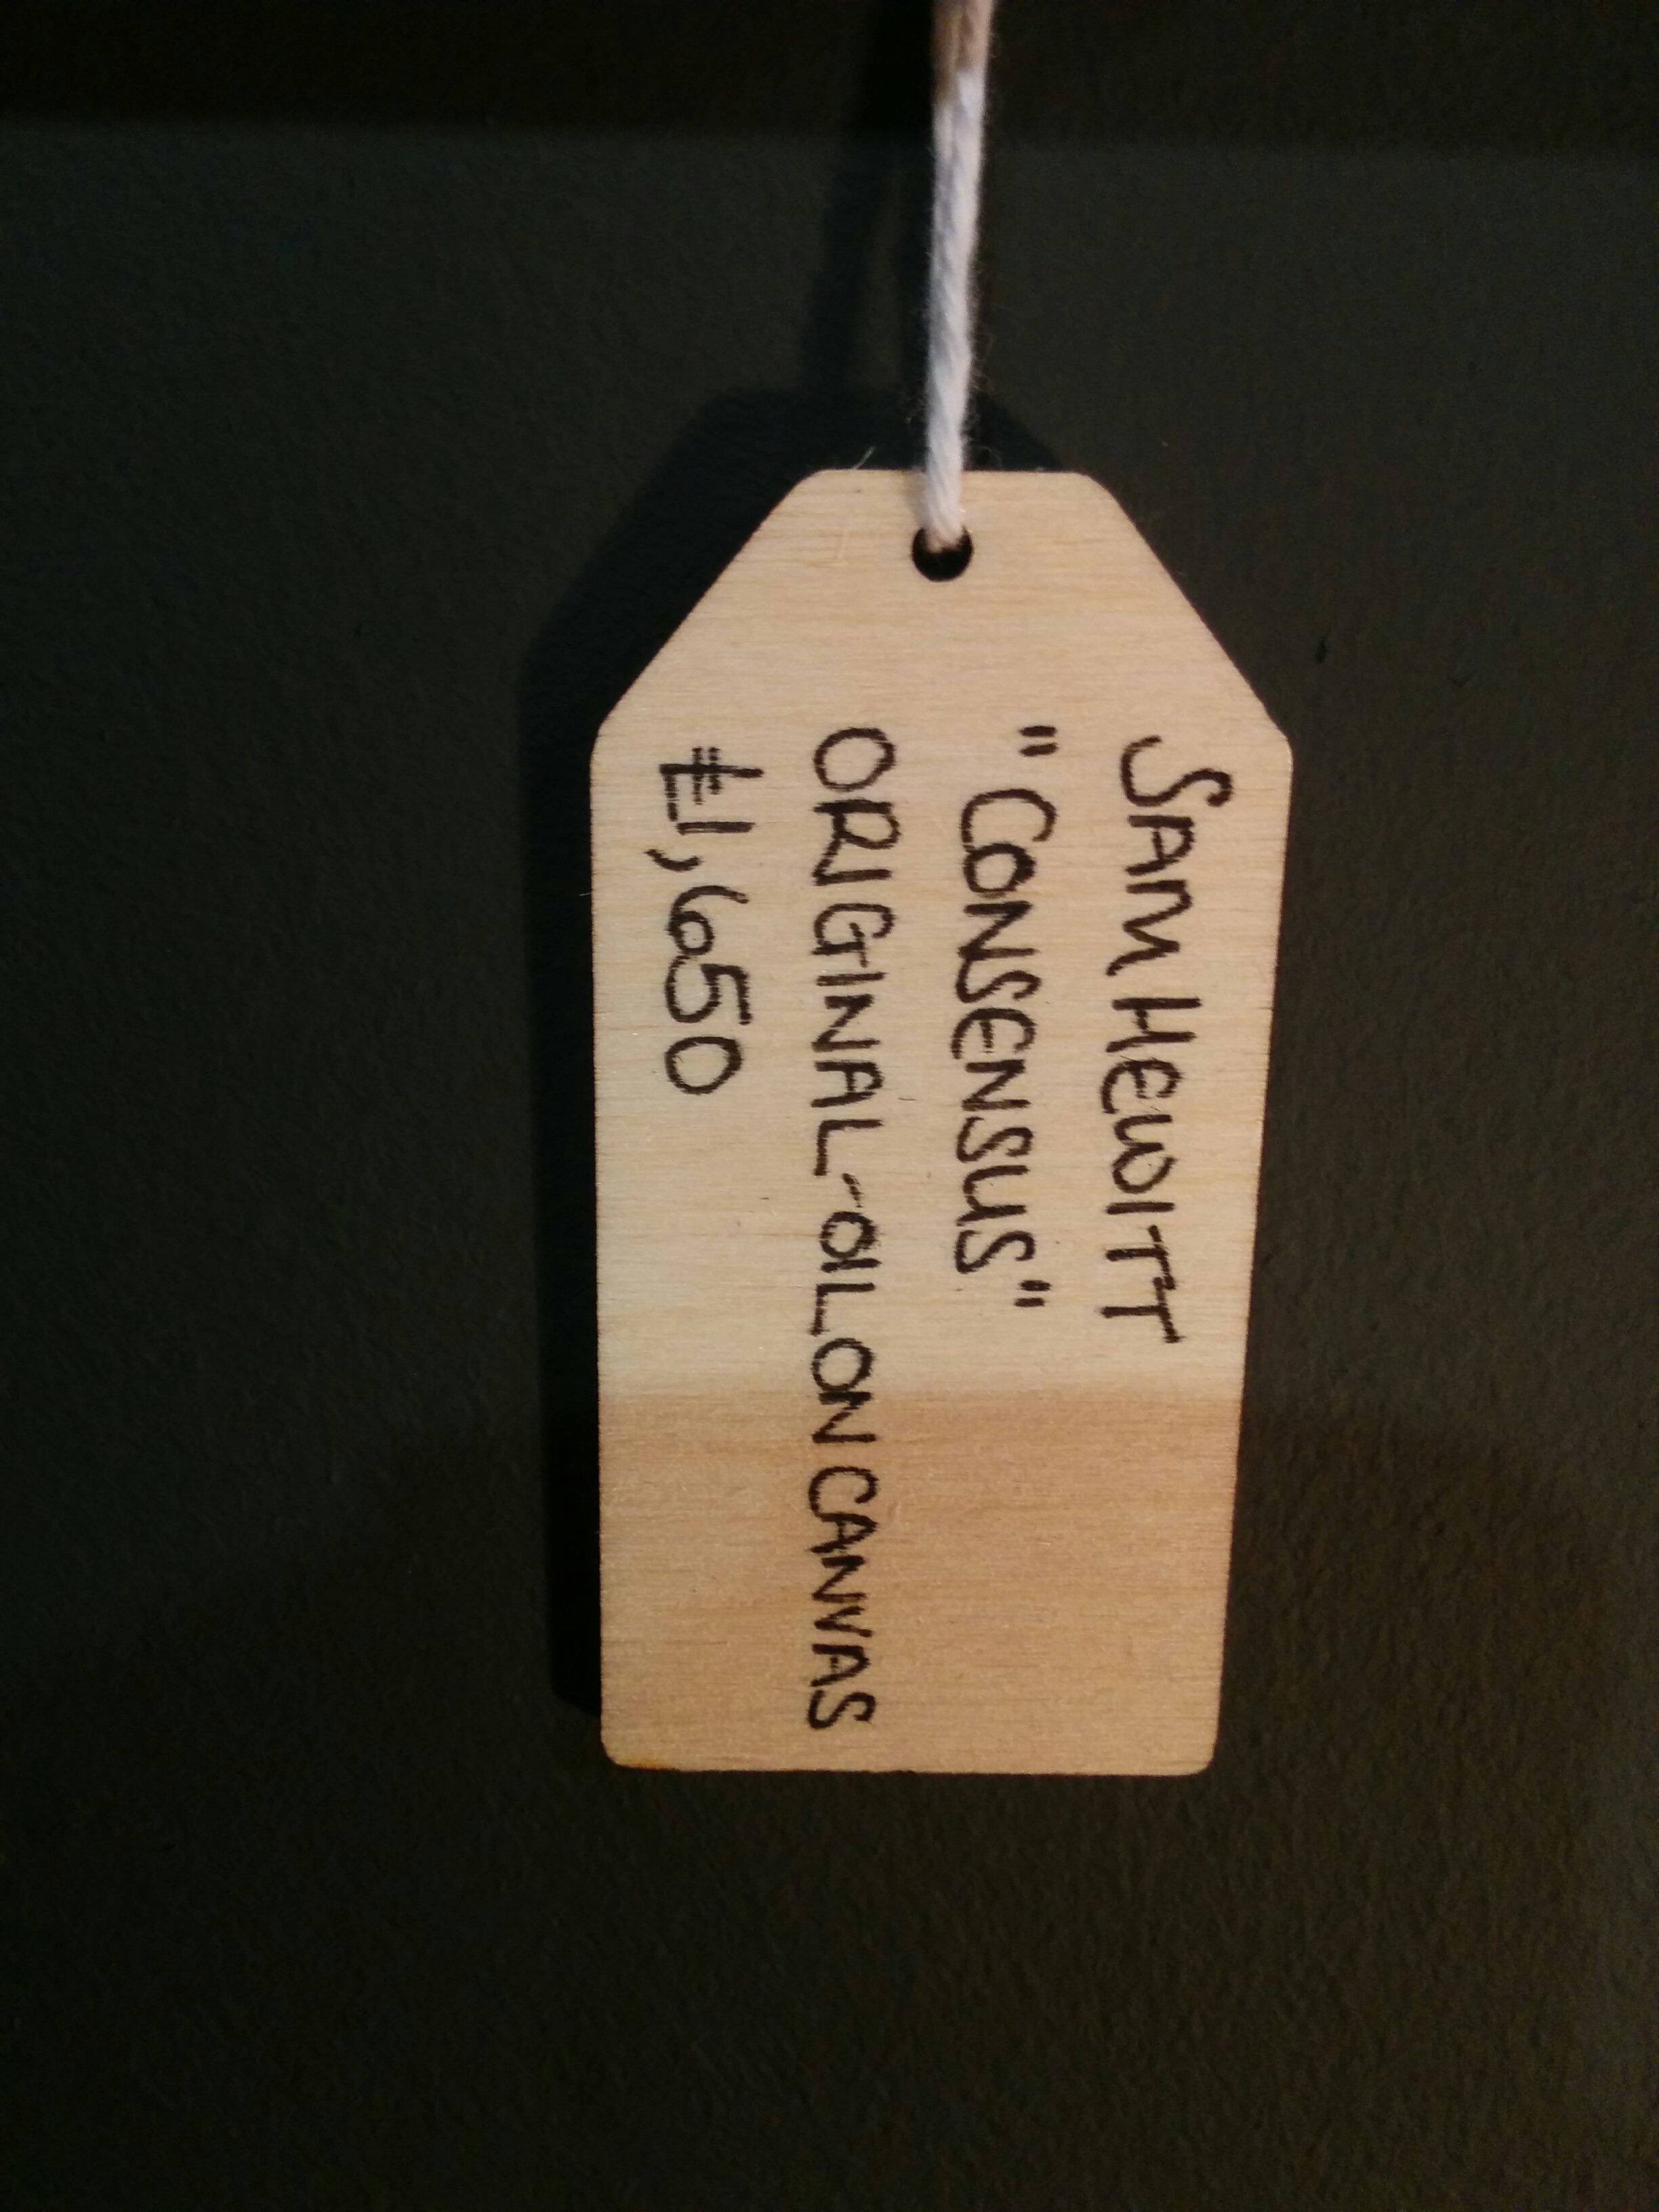 SAM HEWITT
"CONSENSUS"
ORIGINAL-OIL ON CANVAS
£1,650